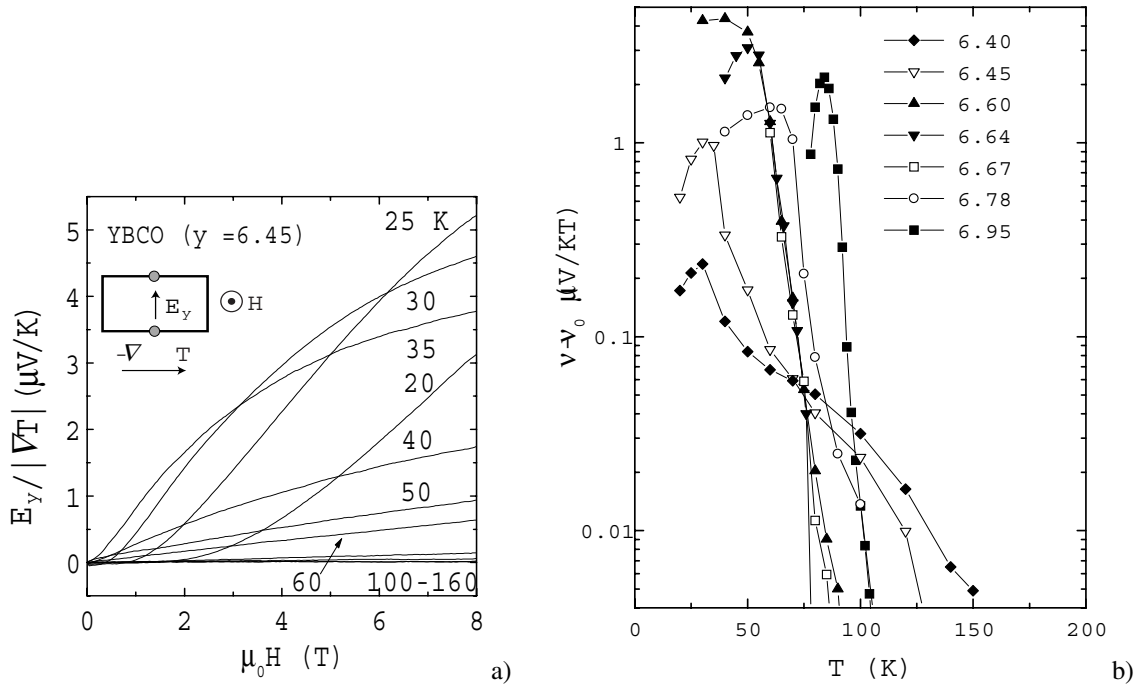 YBCO (y =6.45)
25 K
30
35
20
40
50
60
100-160
E_y
H
-∇ T
5
4
3
2
1
0
0 2 4 6 8
E_y/|∇T| (μV/K)
μ₀H (T)
a)
6.40
6.45
6.60
6.64
6.67
6.78
6.95
1
0.1
0.01
0 50 100 150 200
ν-ν₀ μV/KT
T (K)
b)